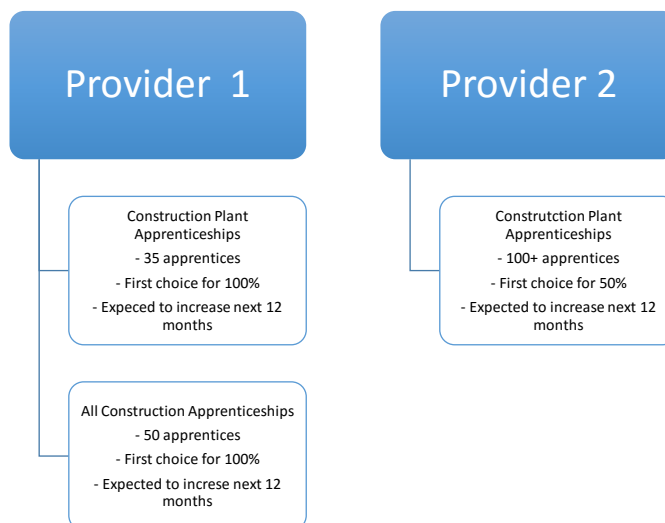 Provider 1
Construction Plant
Apprenticeships
- 35 apprentices
- First choice for 100%
- Expeced to increase next 12
months
All Construction Apprenticeships
- 50 apprentices
- First choice for 100%
- Expected to increse next 12
months
Provider 2
Construtction Plant
Apprenticeships
- 100+ apprentices
- First choice for 50%
- Expected to increase next 12
months